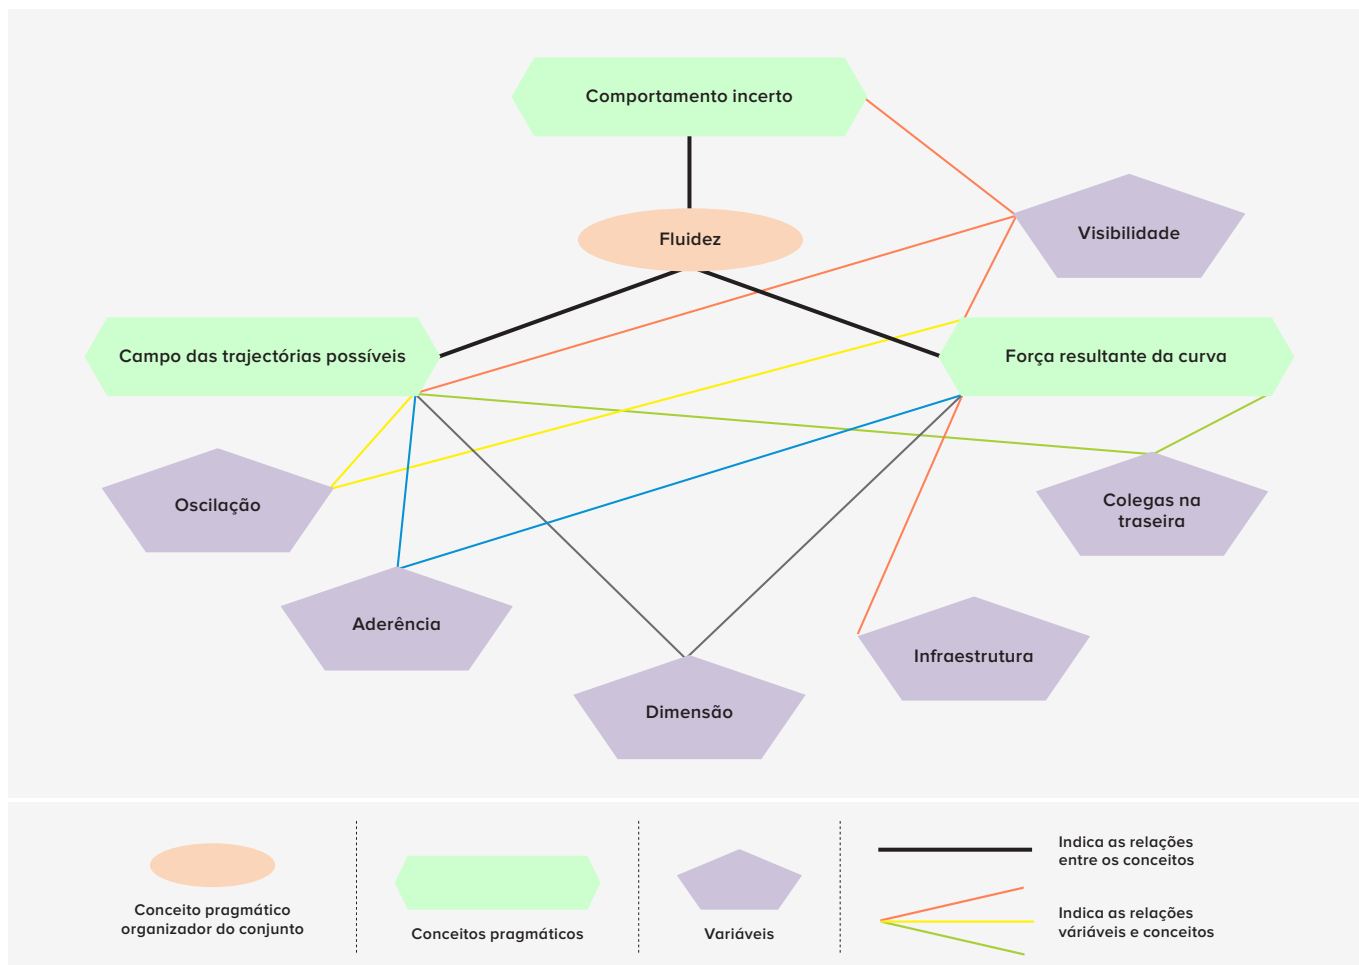 Comportamento incerto
Visibilidade
Fluidez
Campo das trajectórias possíveis
Força resultante da curva
Oscilação
Colegas na
traseira
Aderência
Infraestrutura
Dimensão
Conceito pragmático
organizador do conjunto
Conceitos pragmáticos
Variáveis
Indica as relações
entre os conceitos
Indica as relações
váriáveis e conceitos